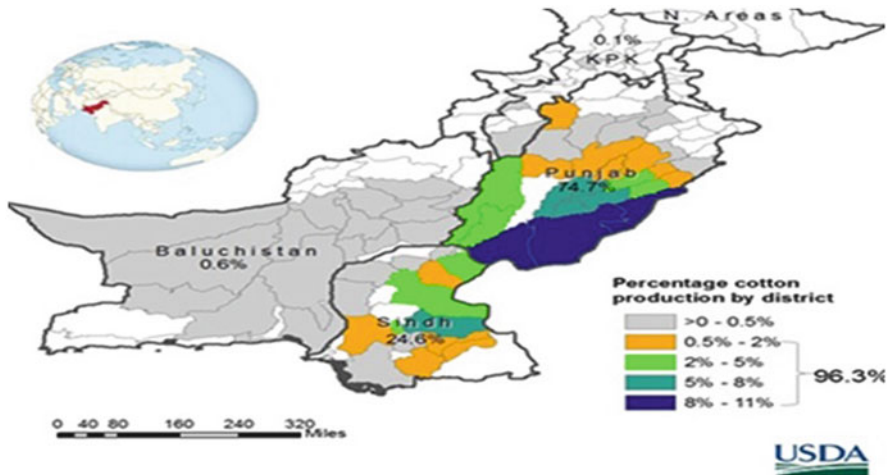 N. Areas
0.1%
KPK
Punjab
74.7%
Baluchistan
0.6%
Sindh
24.6%
Percentage cotton
production by district
>0 - 0.5%
0.5% - 2%
2% - 5%
5% - 8%
8% - 11%
96.3%
0 40 80 160 240 320
Miles
USDA